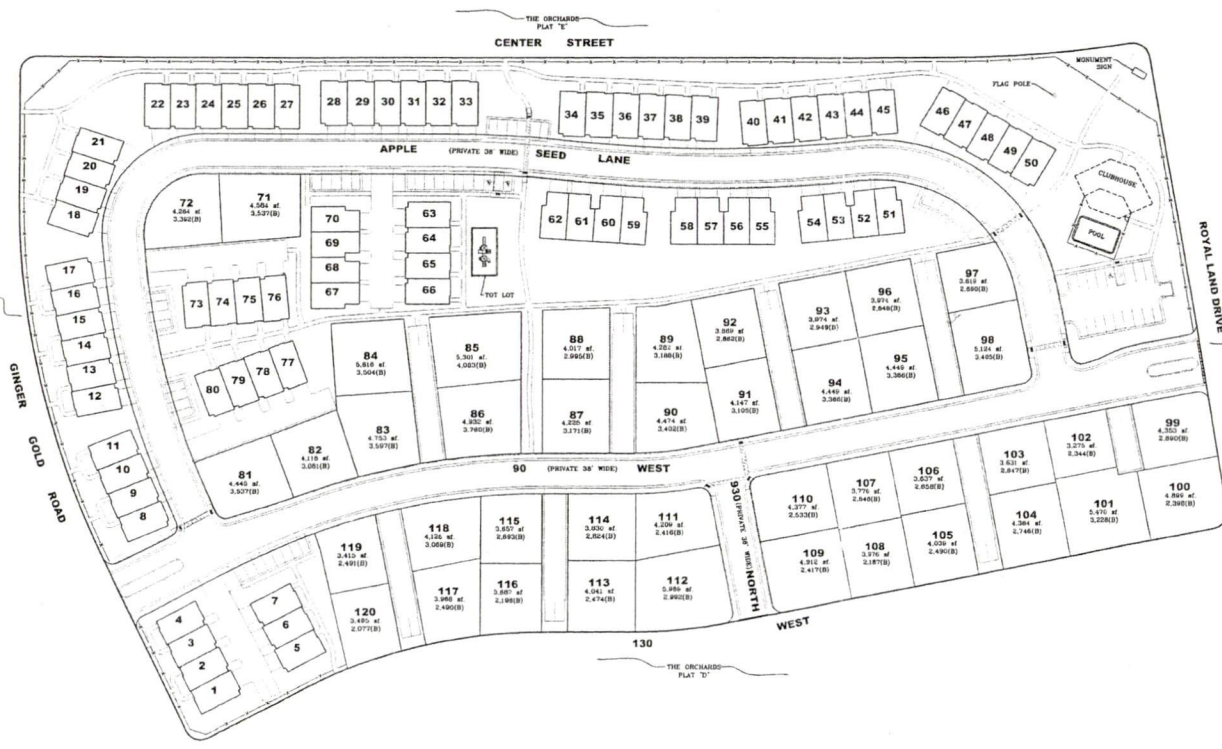 THE ORCHARDS
PLAT "E"
CENTER STREET
MONUMENT
SIGN
FLAG POLE
22 23 24 25 26 27
28 29 30 31 32 33
34 35 36 37 38 39
40 41 42 43 44 45
46 47 48 49 50
CLUBHOUSE
POOL
ROYAL LAND DRIVE
21
20
19
18
APPLE (PRIVATE 38' WIDE) SEED LANE
72
4,264 sf
3,392(B)
71
4,584 sf
3,537(B)
70
69
68
67
63
64
65
66
TOT LOT
62 61 60 59
58 57 56 55
54 53 52 51
17
16
15
14
13
12
73 74 75 76
80 79 78 77
84
5,616 sf.
3,504(B)
85
5,301 sf.
4,083(B)
88
4,017 sf.
2,995(B)
89
4,282 sf.
3,188(B)
92
3,869 sf.
2,882(B)
93
3,974 sf.
2,949(B)
96
3,974 sf.
2,848(B)
97
3,619 sf.
2,690(B)
98
5,124 sf.
3,405(B)
95
4,449 sf.
3,366(B)
94
4,449 sf.
3,366(B)
91
4,147 sf.
3,105(B)
90
4,474 sf.
3,402(B)
87
4,225 sf.
3,171(B)
86
4,932 sf.
3,760(B)
83
4,753 sf.
3,597(B)
82
4,118 sf.
3,081(B)
81
4,445 sf.
3,537(B)
GINGER GOLD ROAD
11
10
9
8
90 (PRIVATE 38' WIDE) WEST
930 (PRIVATE 38' WIDE) NORTH
99
4,353 sf.
2,890(B)
102
3,275 sf.
2,344(B)
103
3,631 sf.
2,647(B)
106
3,637 sf.
2,658(B)
107
3,776 sf.
2,646(B)
110
4,377 sf.
2,533(B)
111
4,209 sf.
2,416(B)
114
3,830 sf.
2,624(B)
115
3,657 sf
2,693(B)
118
4,126 sf.
3,069(B)
119
3,413 sf.
2,491(B)
100
4,899 sf.
2,398(B)
101
5,470 sf.
3,228(B)
104
4,364 sf.
2,746(B)
105
4,039 sf.
2,490(B)
108
3,976 sf.
2,187(B)
109
4,912 sf.
2,417(B)
112
5,989 sf.
2,992(B)
113
4,041 sf.
2,474(B)
116
3,687 sf
2,198(B)
117
3,966 sf.
2,490(B)
120
3,485 sf.
2,077(B)
4
3
2
1
7
6
5
130 WEST
THE ORCHARDS
PLAT "D"